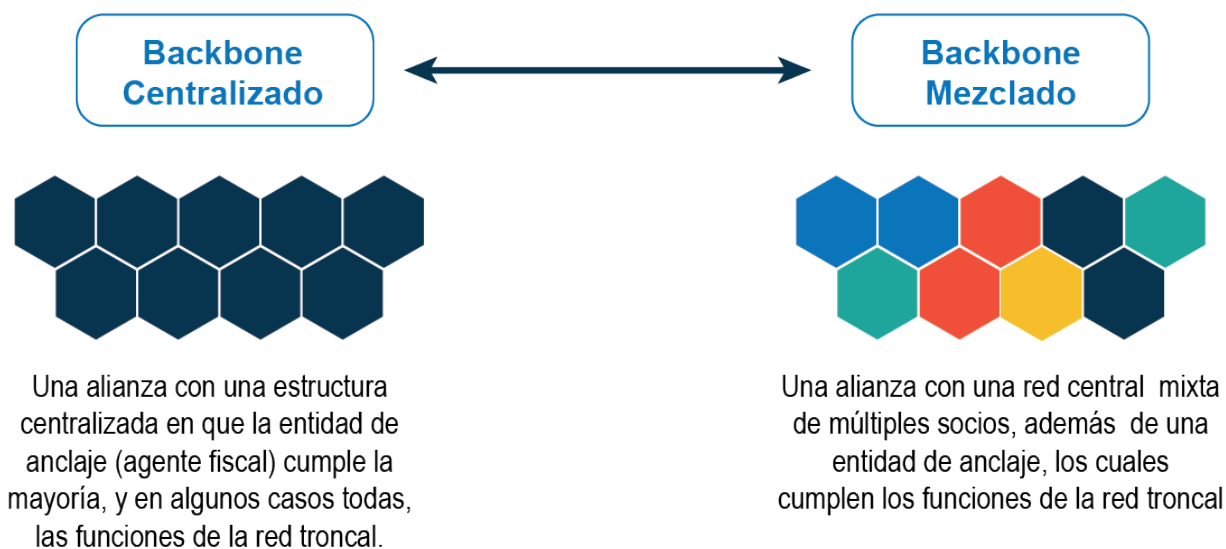 Backbone
Centralizado
Backbone
Mezclado
Una alianza con una estructura
centralizada en que la entidad de
anclaje (agente fiscal) cumple la
mayoría, y en algunos casos todas,
las funciones de la red troncal.
Una alianza con una red central mixta
de múltiples socios, además de una
entidad de anclaje, los cuales
cumplen los funciones de la red troncal